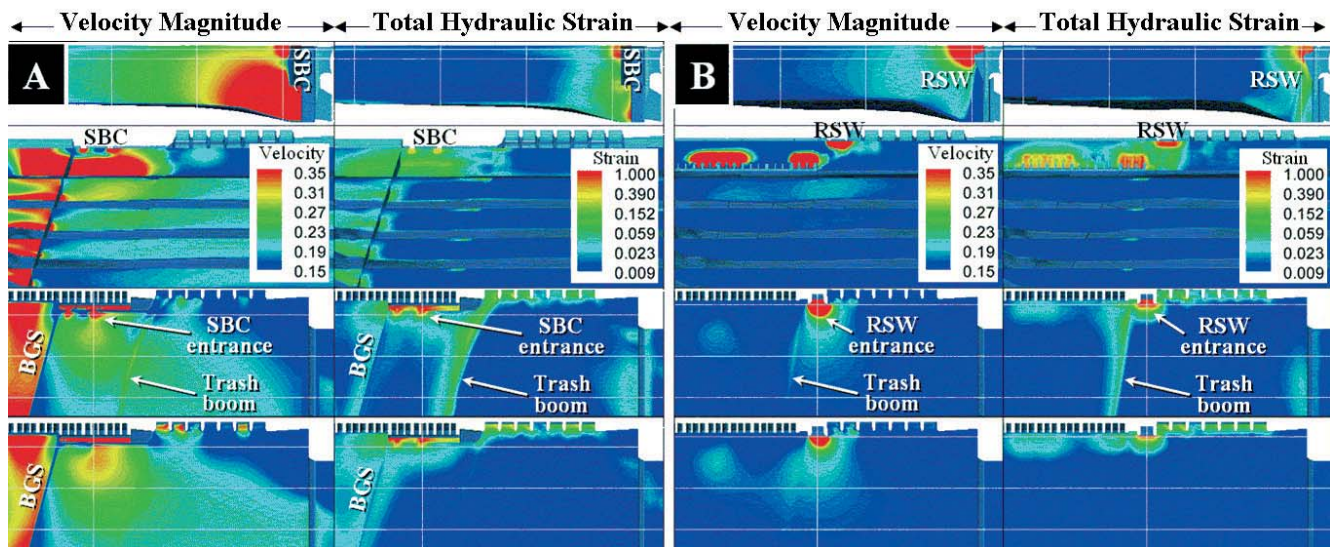 Velocity Magnitude Total Hydraulic Strain Velocity Magnitude Total Hydraulic Strain
A SBC SBC B RSW RSW
SBC SBC RSW RSW
Velocity Strain Velocity Strain
0.35 1.000 0.35 1.000
0.31 0.390 0.31 0.390
0.27 0.152 0.27 0.152
0.23 0.059 0.23 0.059
0.19 0.023 0.19 0.023
0.15 0.009 0.15 0.009
BGS SBC BGS SBC RSW RSW
entrance entrance entrance entrance
Trash Trash Trash Trash
boom boom boom boom
BGS BGS